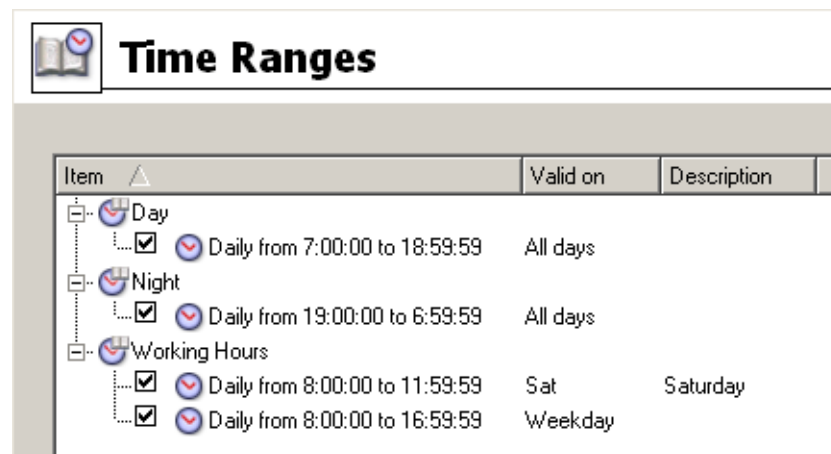 Time Ranges
Item Valid on Description
Day
Daily from 7:00:00 to 18:59:59 All days
Night
Daily from 19:00:00 to 6:59:59 All days
Working Hours
Daily from 8:00:00 to 11:59:59 Sat Saturday
Daily from 8:00:00 to 16:59:59 Weekday